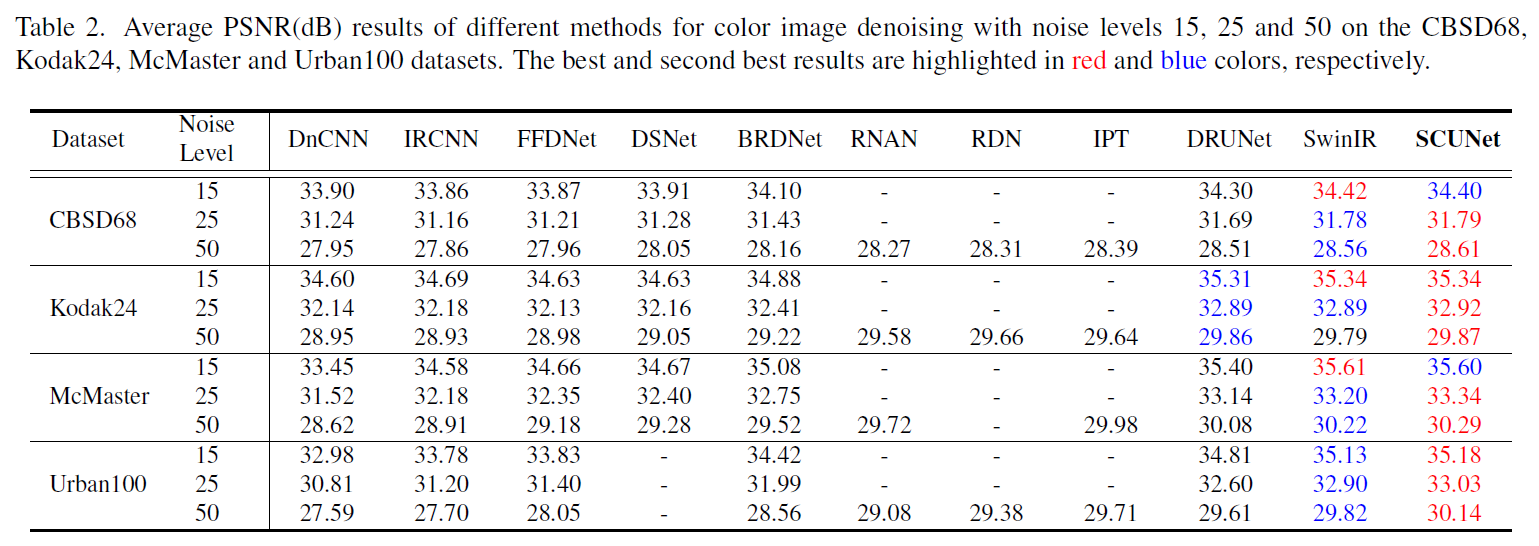 Table 2. Average PSNR(dB) results of different methods for color image denoising with noise levels 15, 25 and 50 on the CBSD68,
Kodak24, McMaster and Urban100 datasets. The best and second best results are highlighted in red and blue colors, respectively.
Dataset Noise Level DnCNN IRCNN FFDNet DSNet BRDNet RNAN RDN IPT DRUNet SwinIR SCUNet
15 33.90 33.86 33.87 33.91 34.10 - - - 34.30 34.42 34.40
CBSD68 25 31.24 31.16 31.21 31.28 31.43 - - - 31.69 31.78 31.79
50 27.95 27.86 27.96 28.05 28.16 28.27 28.31 28.39 28.51 28.56 28.61
15 34.60 34.69 34.63 34.63 34.88 - - - 35.31 35.34 35.34
Kodak24 25 32.14 32.18 32.13 32.16 32.41 - - - 32.89 32.89 32.92
50 28.95 28.93 28.98 29.05 29.22 29.58 29.66 29.64 29.86 29.79 29.87
15 33.45 34.58 34.66 34.67 35.08 - - - 35.40 35.61 35.60
McMaster 25 31.52 32.18 32.35 32.40 32.75 - - - 33.14 33.20 33.34
50 28.62 28.91 29.18 29.28 29.52 29.72 - 29.98 30.08 30.22 30.29
15 32.98 33.78 33.83 - 34.42 - - - 34.81 35.13 35.18
Urban100 25 30.81 31.20 31.40 - 31.99 - - - 32.60 32.90 33.03
50 27.59 27.70 28.05 - 28.56 29.08 29.38 29.71 29.61 29.82 30.14